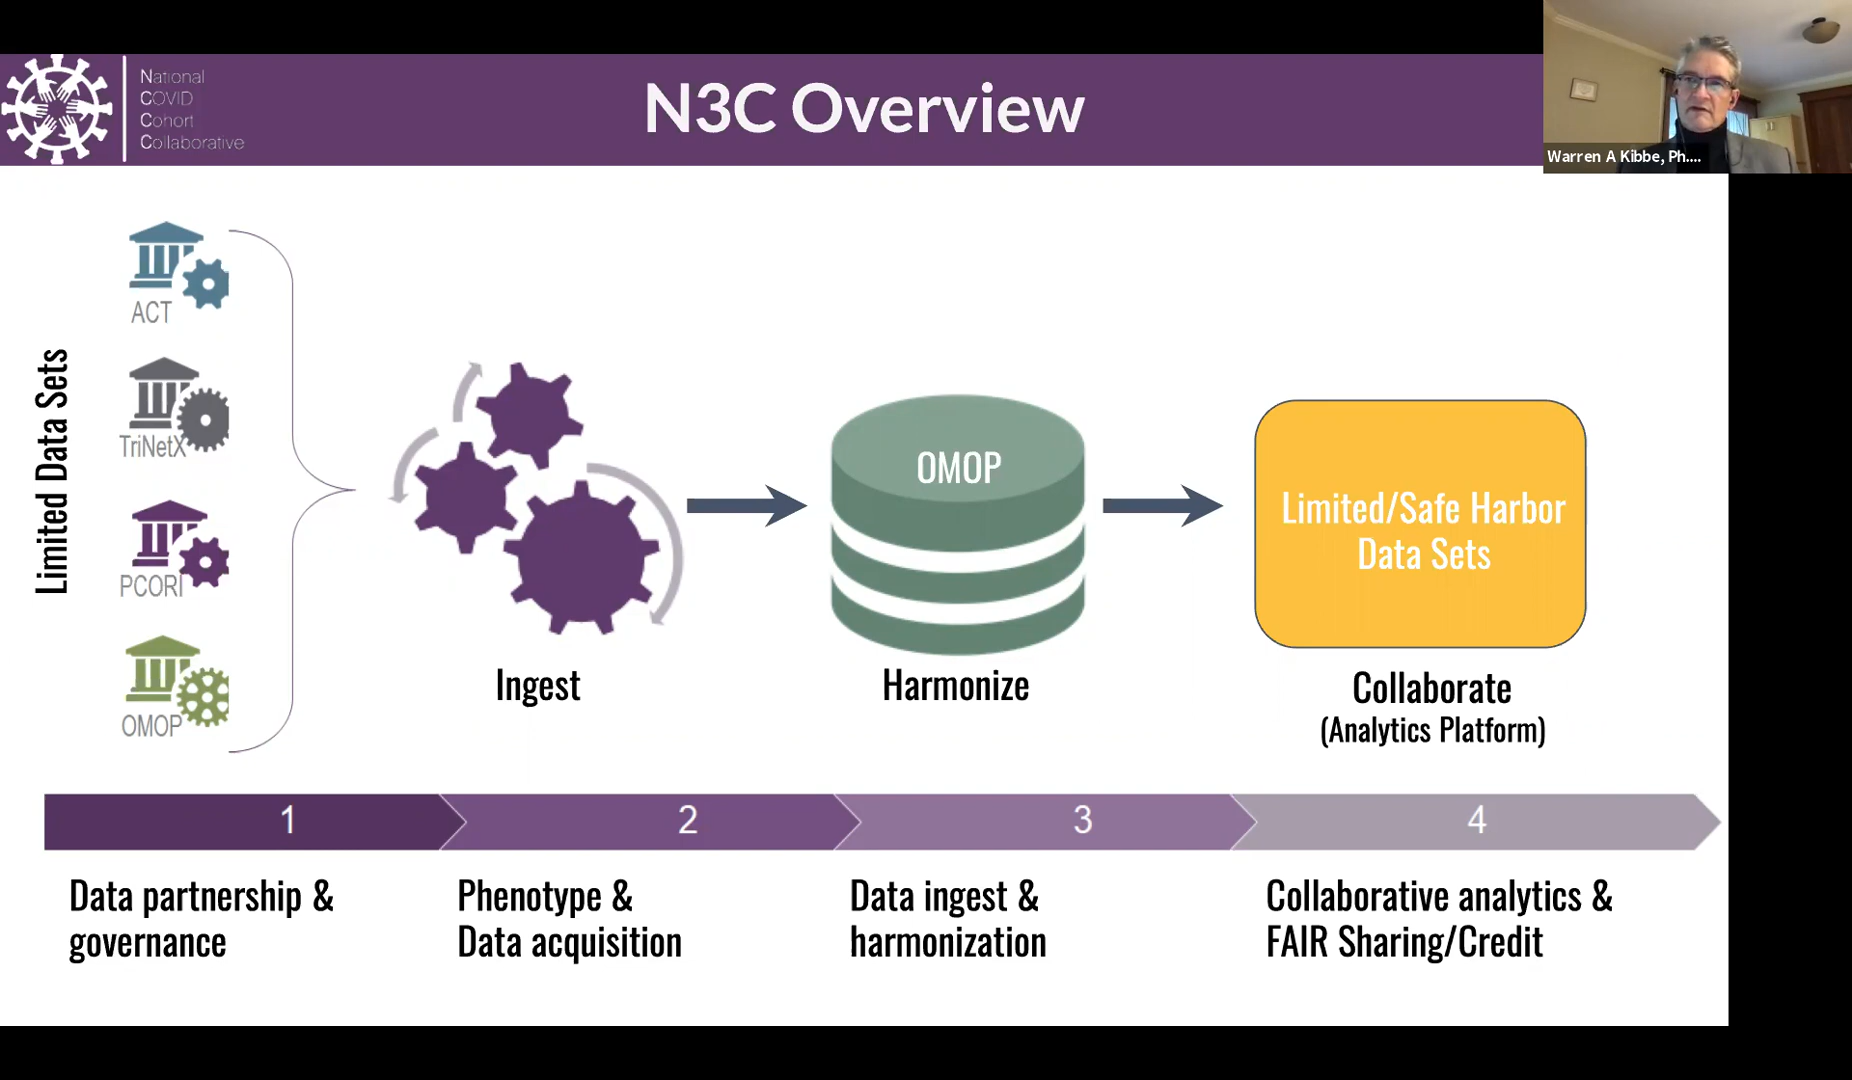 National
COVID
Cohort
Collaborative
N3C Overview
Warren A Kibbe, Ph....
Limited Data Sets
ACT
TriNetX
PCORI
OMOP
Ingest
OMOP
Harmonize
Limited/Safe Harbor
Data Sets
Collaborate
(Analytics Platform)
1
2
3
4
Data partnership &
governance
Phenotype &
Data acquisition
Data ingest &
harmonization
Collaborative analytics &
FAIR Sharing/Credit